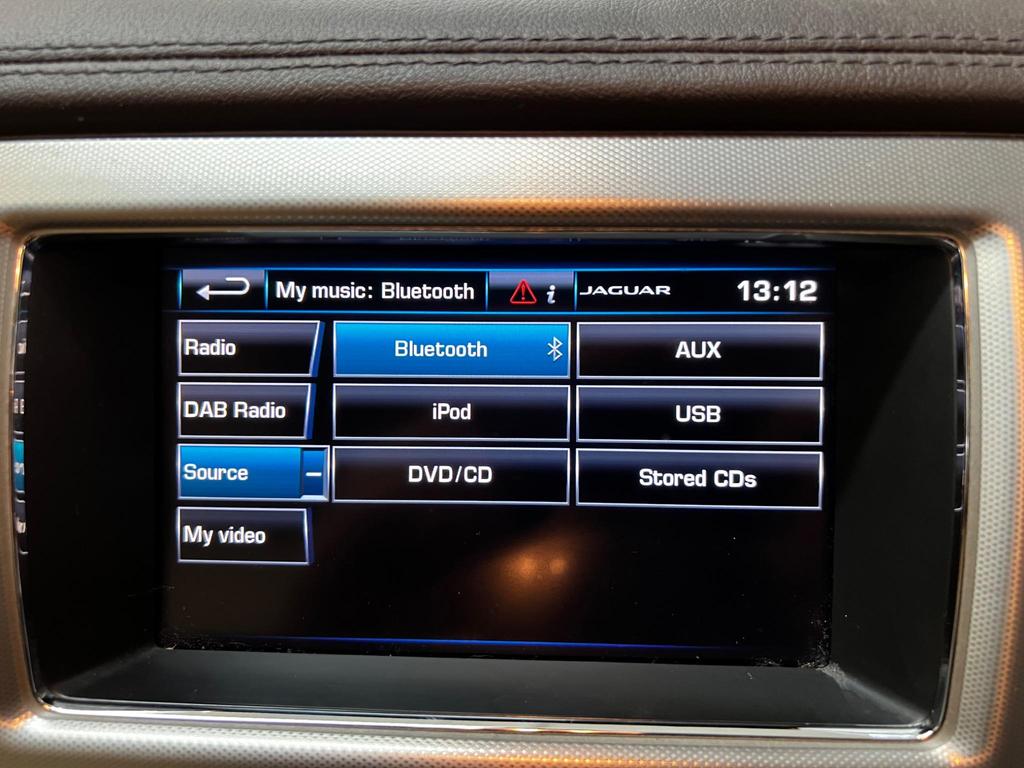 My music: Bluetooth i JAGUAR 13:12
Radio Bluetooth AUX
DAB Radio iPod USB
Source DVD/CD Stored CDs
My video